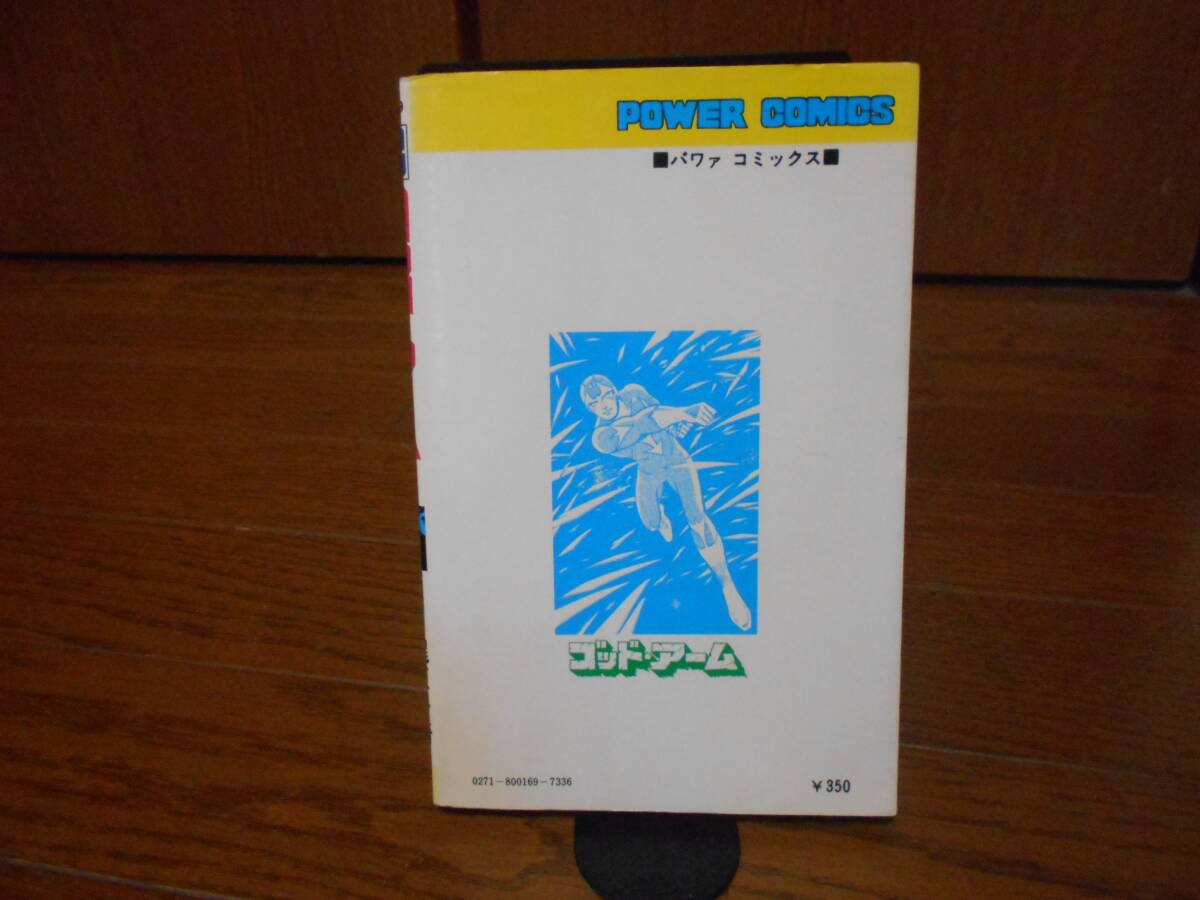 POWER COMICS
■パワァ コミックス■
ゴッド・アーム
0271-800169-7336
¥350